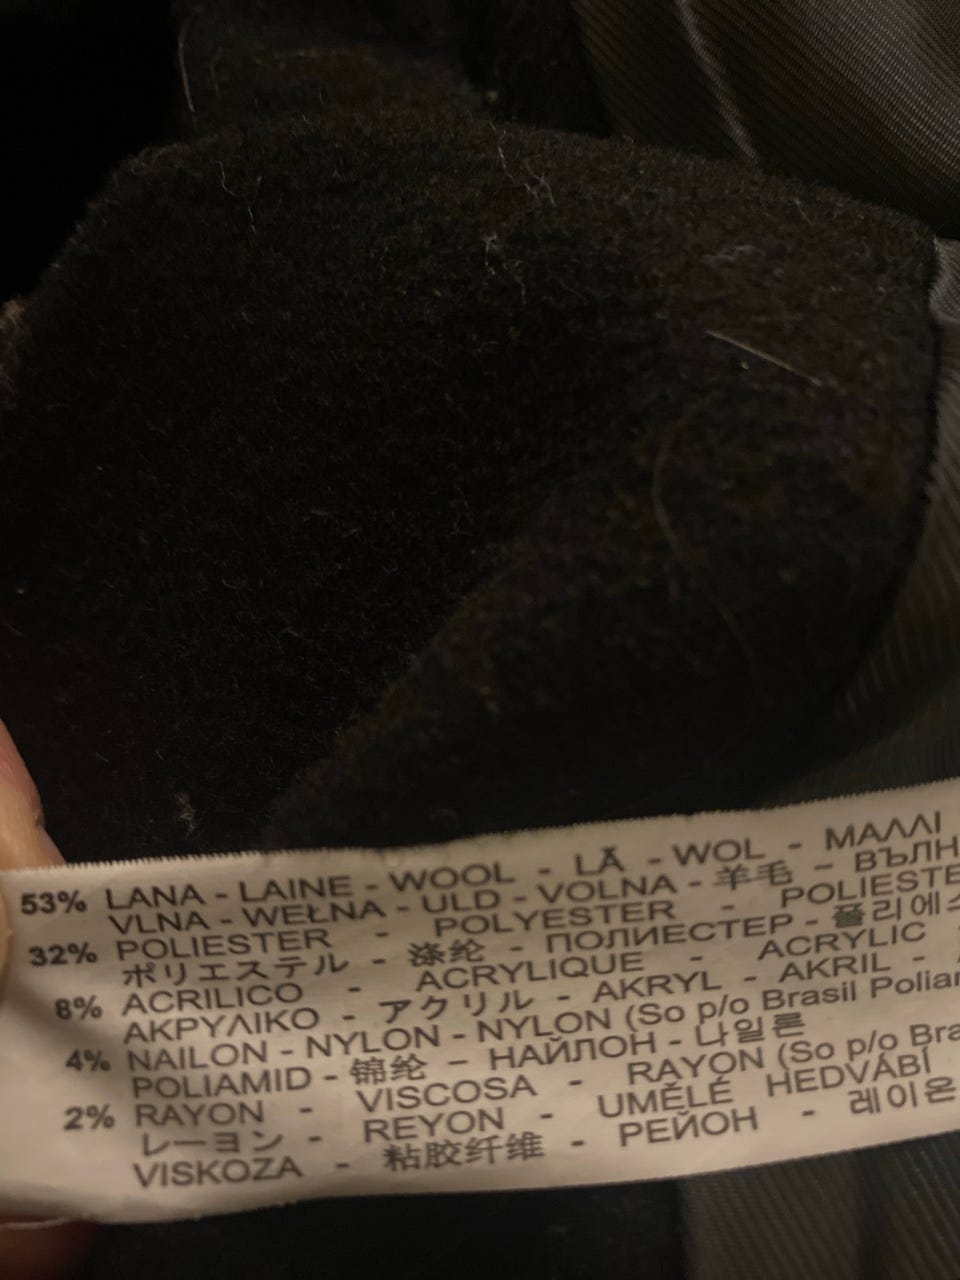 53% LANA - LAINE - WOOL - LÃ - WOL - ΜΑΛΛΙ
VLNA - WEŁNA - ULD - VOLNA - 羊毛 - ВЪЛН
32% POLIESTER - POLYESTER - POLIESTE
ポリエステル - 涤纶 - ПОЛИЕСТЕР - 폴리에스
8% ACRILICO - ACRYLIQUE - ACRYLIC
ΑΚΡΥΛΙΚΟ - アクリル - AKRYL - AKRIL -
4% NAILON - NYLON - NYLON (So p/o Brasil Poliam
POLIAMID - 锦纶 - НАЙЛОН - 나일론
2% RAYON - VISCOSA - RAYON (So p/o Bra
レーヨン - REYON - UMĚLÉ HEDVÁBÍ
VISKOZA - 粘胶纤维 - РЕЙОН - 레이온